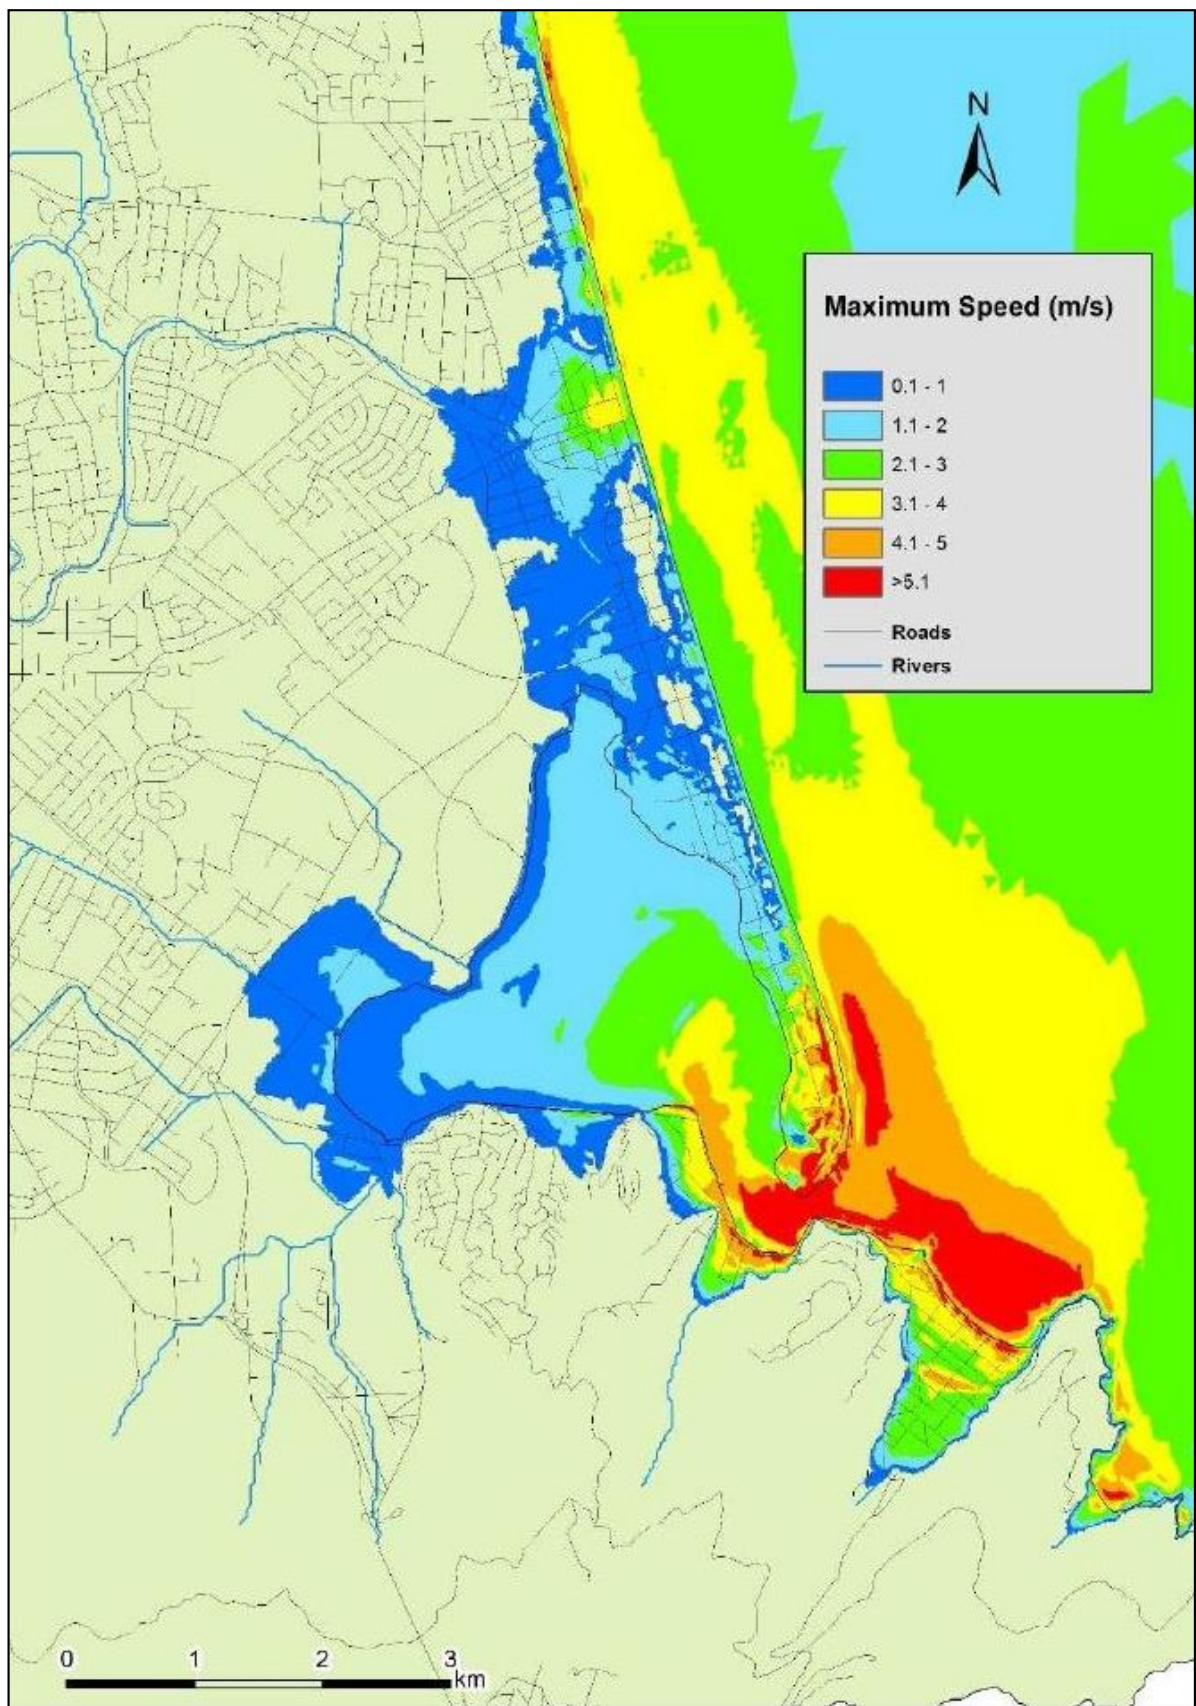 N
Maximum Speed (m/s)
0.1 - 1
1.1 - 2
2.1 - 3
3.1 - 4
4.1 - 5
>5.1
Roads
Rivers
0 1 2 3
km